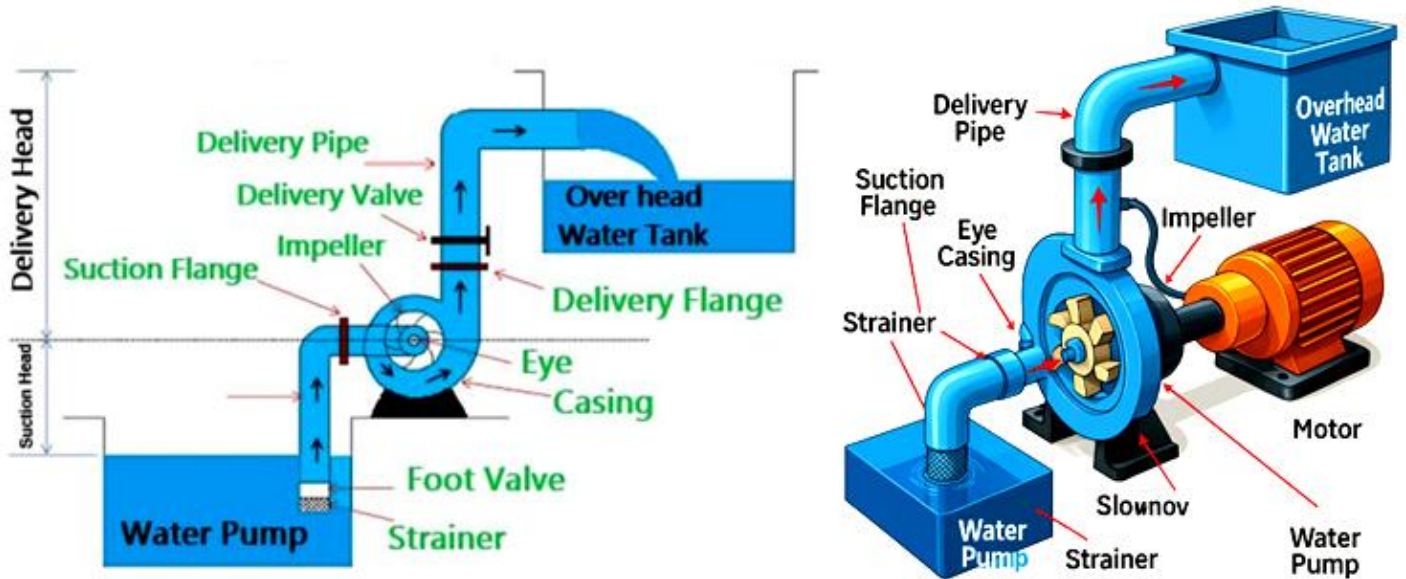 Delivery Head
Suction Head
Delivery Pipe
Delivery Valve
Impeller
Suction Flange
Over head
Water Tank
Delivery Flange
Eye
Casing
Foot Valve
Strainer
Water Pump
Delivery
Pipe
Overhead
Water
Tank
Suction
Flange
Eye
Casing
Impeller
Strainer
Motor
Slownov
Water
Pump
Strainer
Water
Pump